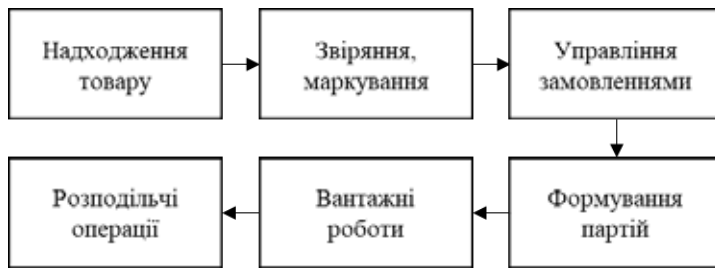 Надходження
товару
Звіряння,
маркування
Управління
замовленнями
Розподільчі
операції
Вантажні
роботи
Формування
партій